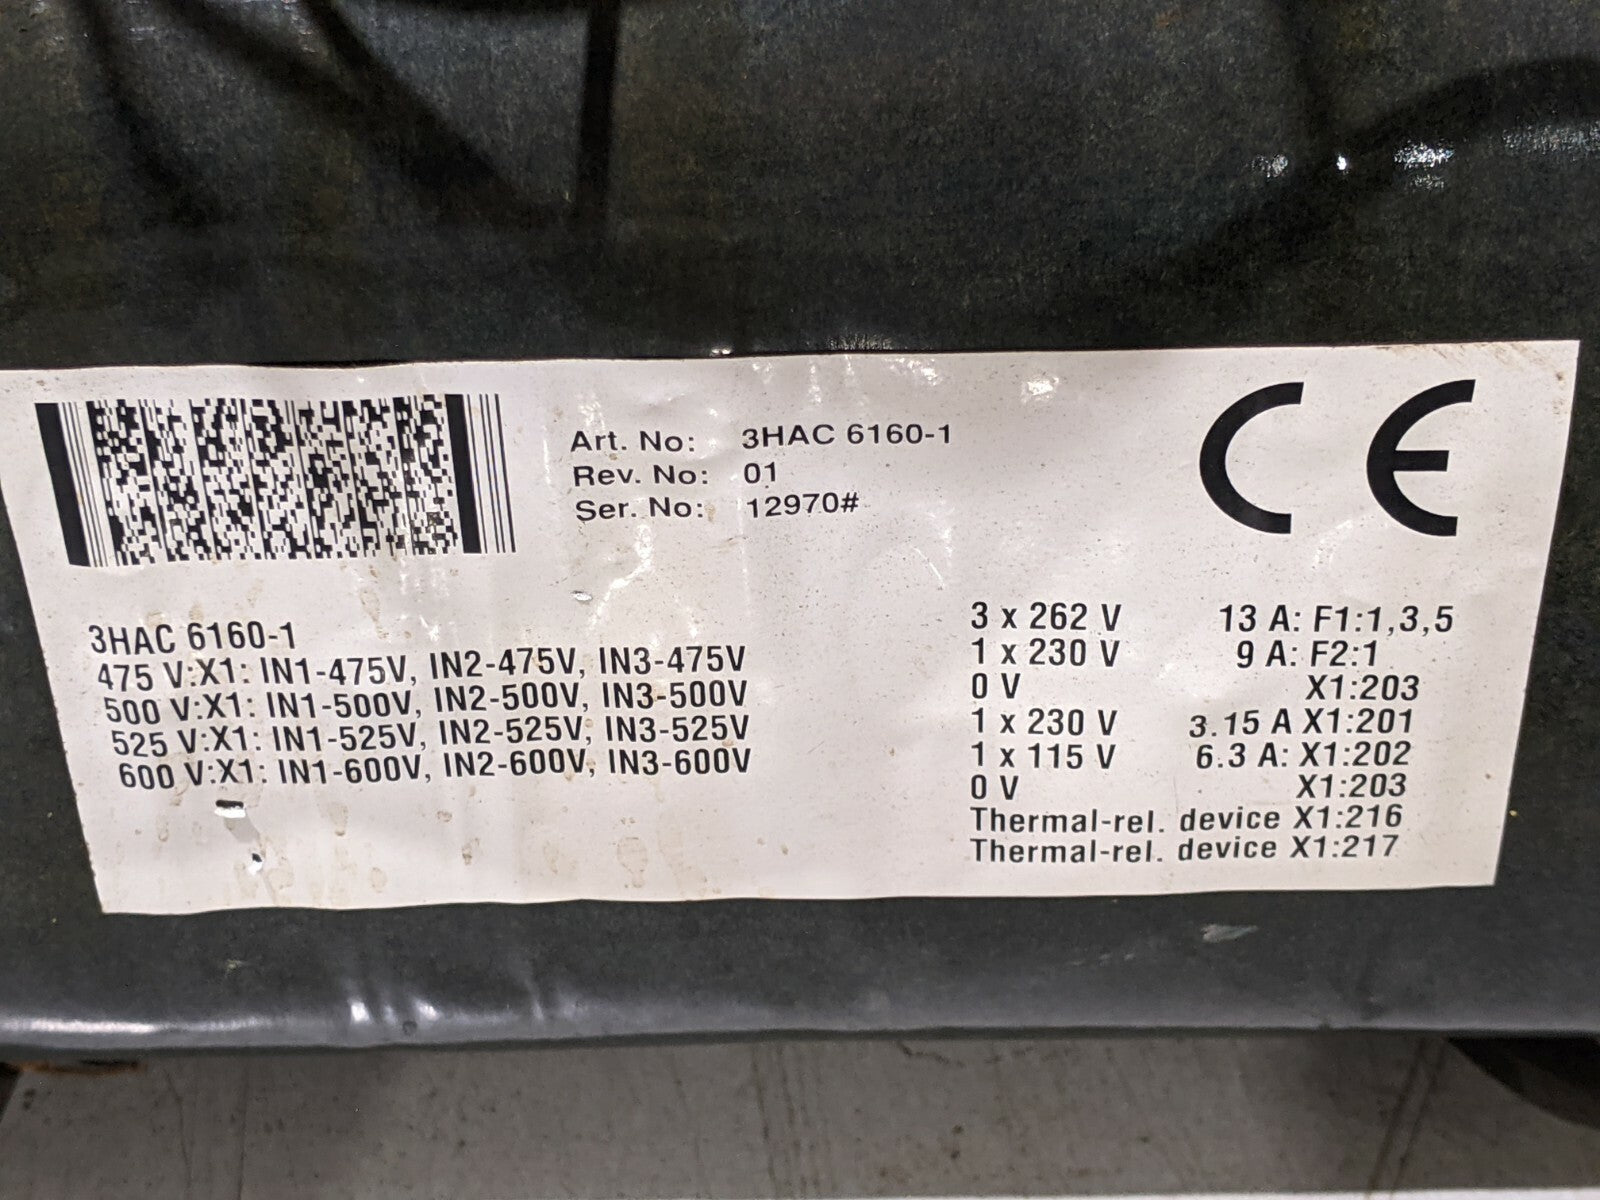 Art. No: 3HAC 6160-1
Rev. No: 01
Ser. No: 12970#
CE
3HAC 6160-1
475 V:X1: IN1-475V, IN2-475V, IN3-475V
500 V:X1: IN1-500V, IN2-500V, IN3-500V
525 V:X1: IN1-525V, IN2-525V, IN3-525V
600 V:X1: IN1-600V, IN2-600V, IN3-600V
3 x 262 V 13 A: F1:1,3,5
1 x 230 V 9 A: F2:1
0 V X1:203
1 x 230 V 3.15 A X1:201
1 x 115 V 6.3 A: X1:202
0 V X1:203
Thermal-rel. device X1:216
Thermal-rel. device X1:217